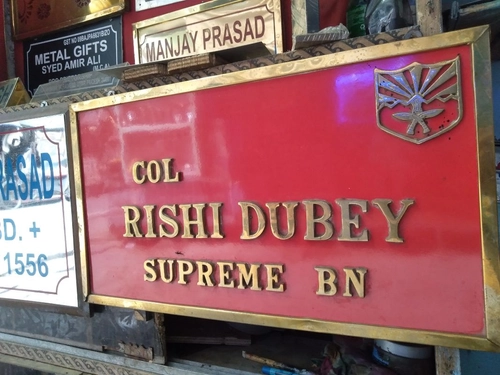 METAL GIFTS
SYED AMIR ALI
MANJAY PRASAD
RASAD
D. +
1556
COL
RISHI DUBEY
SUPREME BN